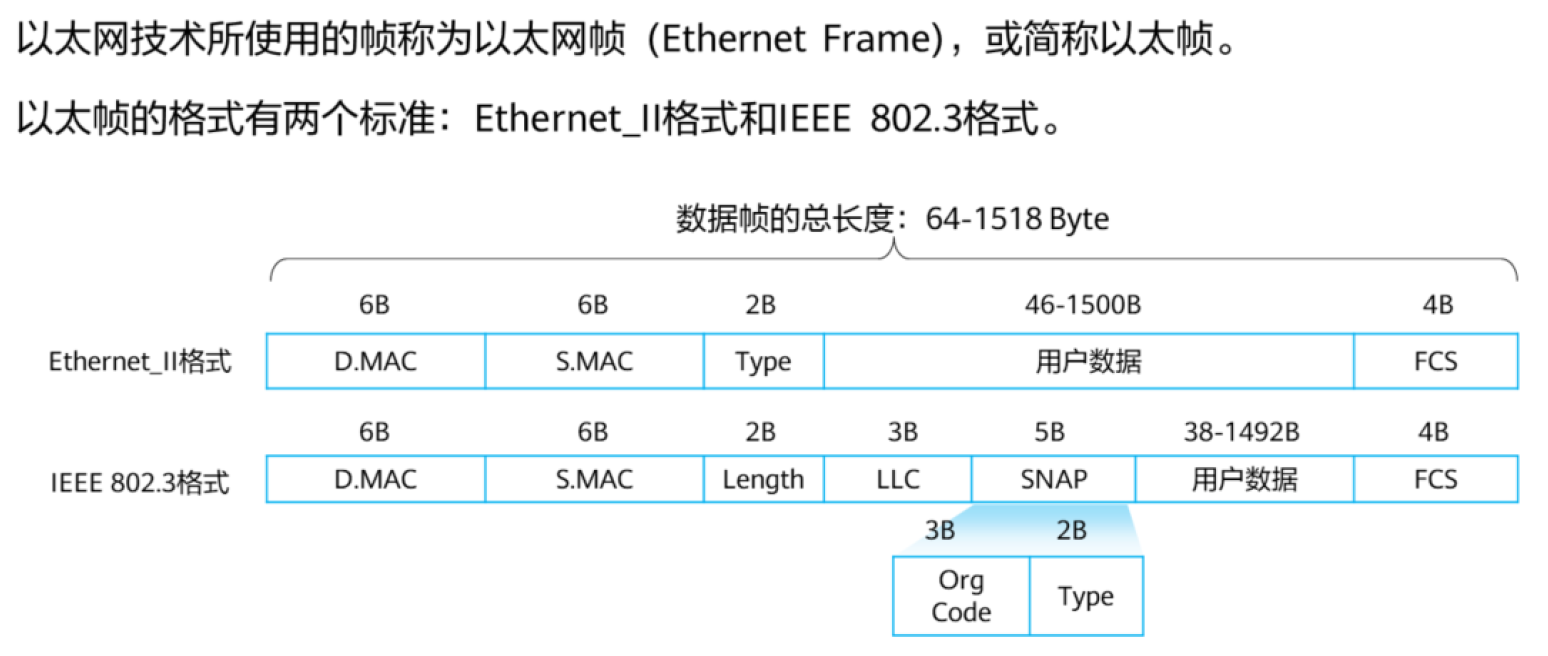 以太网技术所使用的帧称为以太网帧 (Ethernet Frame)，或简称以太帧。
以太帧的格式有两个标准：Ethernet_II格式和IEEE 802.3格式。
数据帧的总长度：64-1518 Byte
6B 6B 2B 46-1500B 4B
Ethernet_II格式 D.MAC S.MAC Type 用户数据 FCS
6B 6B 2B 3B 5B 38-1492B 4B
IEEE 802.3格式 D.MAC S.MAC Length LLC SNAP 用户数据 FCS
3B 2B
Org
Code Type